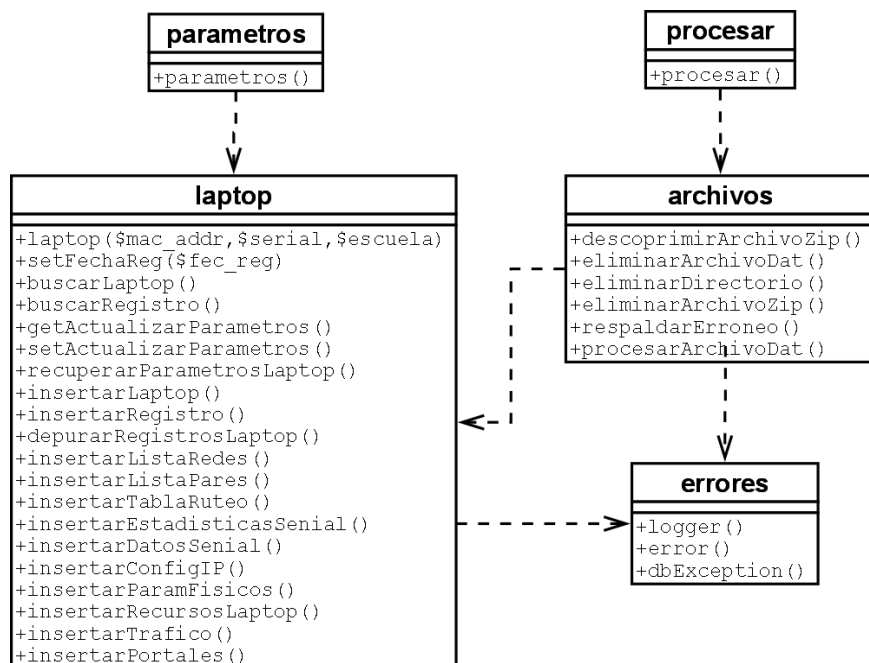 parametros
+parametros()
procesar
+procesar()
laptop
+laptop($mac_addr,$serial,$escuela)
+setFechaReg($fec_reg)
+buscarLaptop()
+buscarRegistro()
+getActualizarParametros()
+setActualizarParametros()
+recuperarParametrosLaptop()
+insertarLaptop()
+insertarRegistro()
+depurarRegistrosLaptop()
+insertarListaRedes()
+insertarListaPares()
+insertarTablaRuteo()
+insertarEstadisticasSenial()
+insertarDatosSenial()
+insertarConfigIP()
+insertarParamFisicos()
+insertarRecursosLaptop()
+insertarTrafico()
+insertarPortales()
archivos
+descoprimirArchivoZip()
+eliminarArchivoDat()
+eliminarDirectorio()
+eliminarArchivoZip()
+respaldarErroneo()
+procesarArchivoDat()
errores
+logger()
+error()
+dbException()